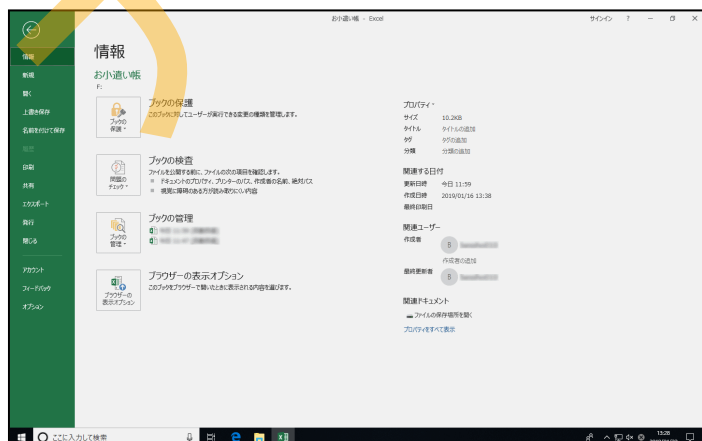 お小遣い帳 - Excel
サインイン ?
情報
新規
開く
上書き保存
名前を付けて保存
履歴
印刷
共有
エクスポート
発行
閉じる
アカウント
フィードバック
オプション
情報
お小遣い帳
F:
ブックの保護
このブックに対してユーザーが実行できる変更の種類を管理します。
ブックの
保護
ブックの検査
ファイルを公開する前に、ファイルの次の項目を確認します。
ドキュメントのプロパティ、プリンターのパス、作成者の名前、絶対パス
視覚に障碍のある方が読み取りにくい内容
問題の
チェック
ブックの管理
ブックの
管理
ブラウザーの表示オプション
このブックをブラウザーで開いたときに表示される内容を選びます。
ブラウザーの
表示オプション
プロパティ
サイズ 10.2KB
タイトル タイトルの追加
タグ タグの追加
分類 分類の追加
関連する日付
更新日時 今日 11:59
作成日時 2019/01/16 13:38
最終印刷日
関連ユーザー
作成者
B
作成者の追加
最終更新者
B
関連ドキュメント
ファイルの保存場所を開く
プロパティをすべて表示
ここに入力して検索
13:28